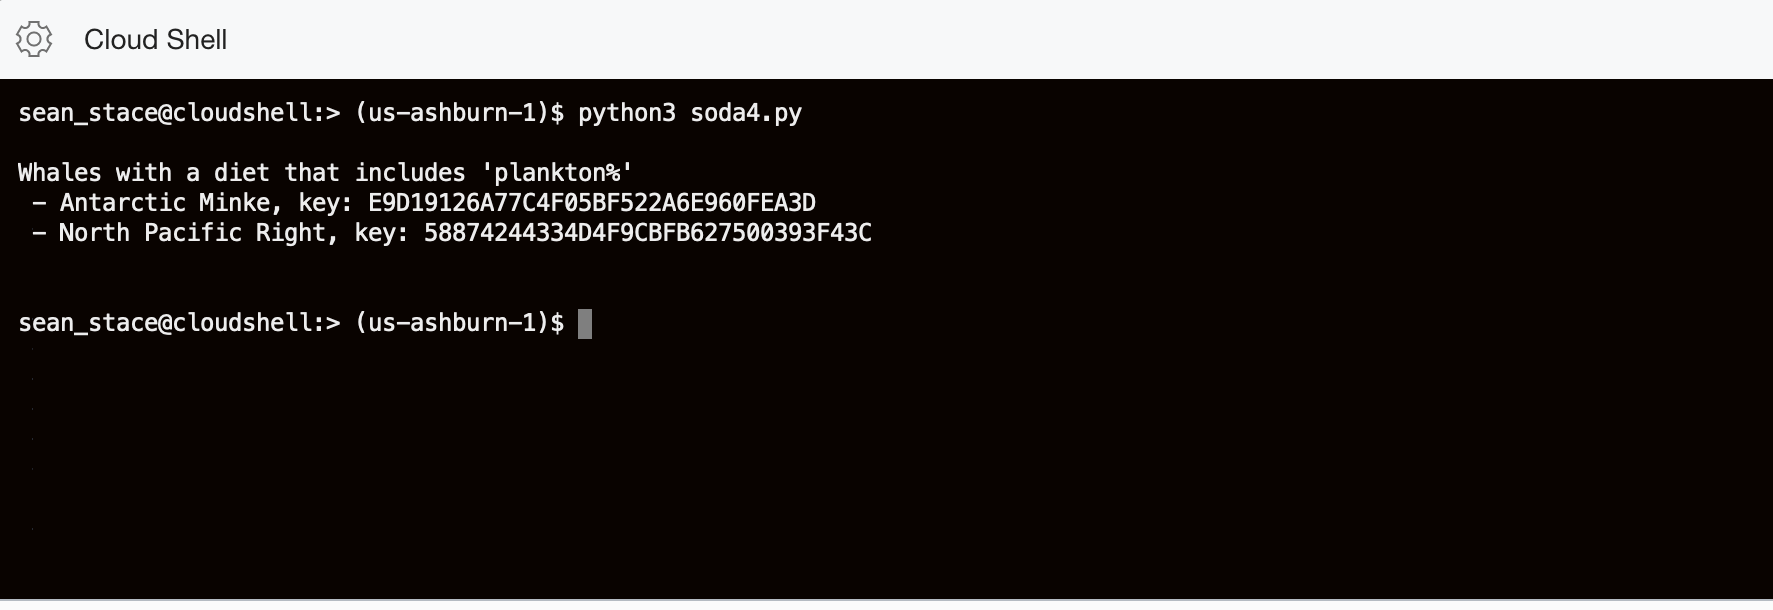 Cloud Shell
sean_stace@cloudshell:> (us-ashburn-1)$ python3 soda4.py
Whales with a diet that includes 'plankton%'
- Antarctic Minke, key: E9D19126A77C4F05BF522A6E960FEA3D
- North Pacific Right, key: 58874244334D4F9CBFB627500393F43C
sean_stace@cloudshell:> (us-ashburn-1)$